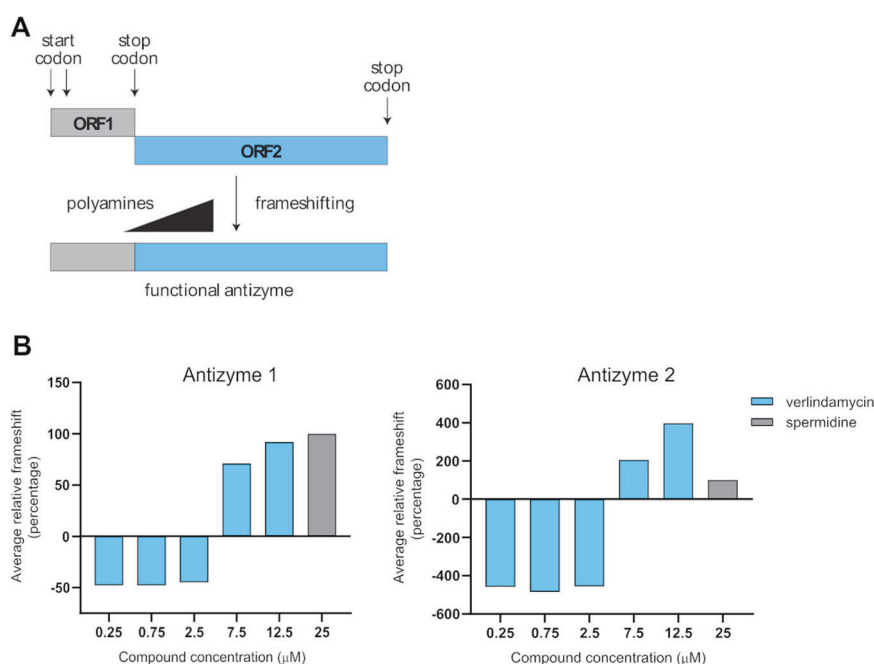 A
start
codon
stop
codon
stop
codon
ORF1
ORF2
polyamines
frameshifting
functional antizyme
B
Antizyme 1
Average relative frameshift
(percentage)
150
100
50
0
-50
0.25 0.75 2.5 7.5 12.5 25
Compound concentration (μM)
Antizyme 2
Average relative frameshift
(percentage)
600
400
200
0
-200
-400
-600
0.25 0.75 2.5 7.5 12.5 25
Compound concentration (μM)
verlindamycin
spermidine